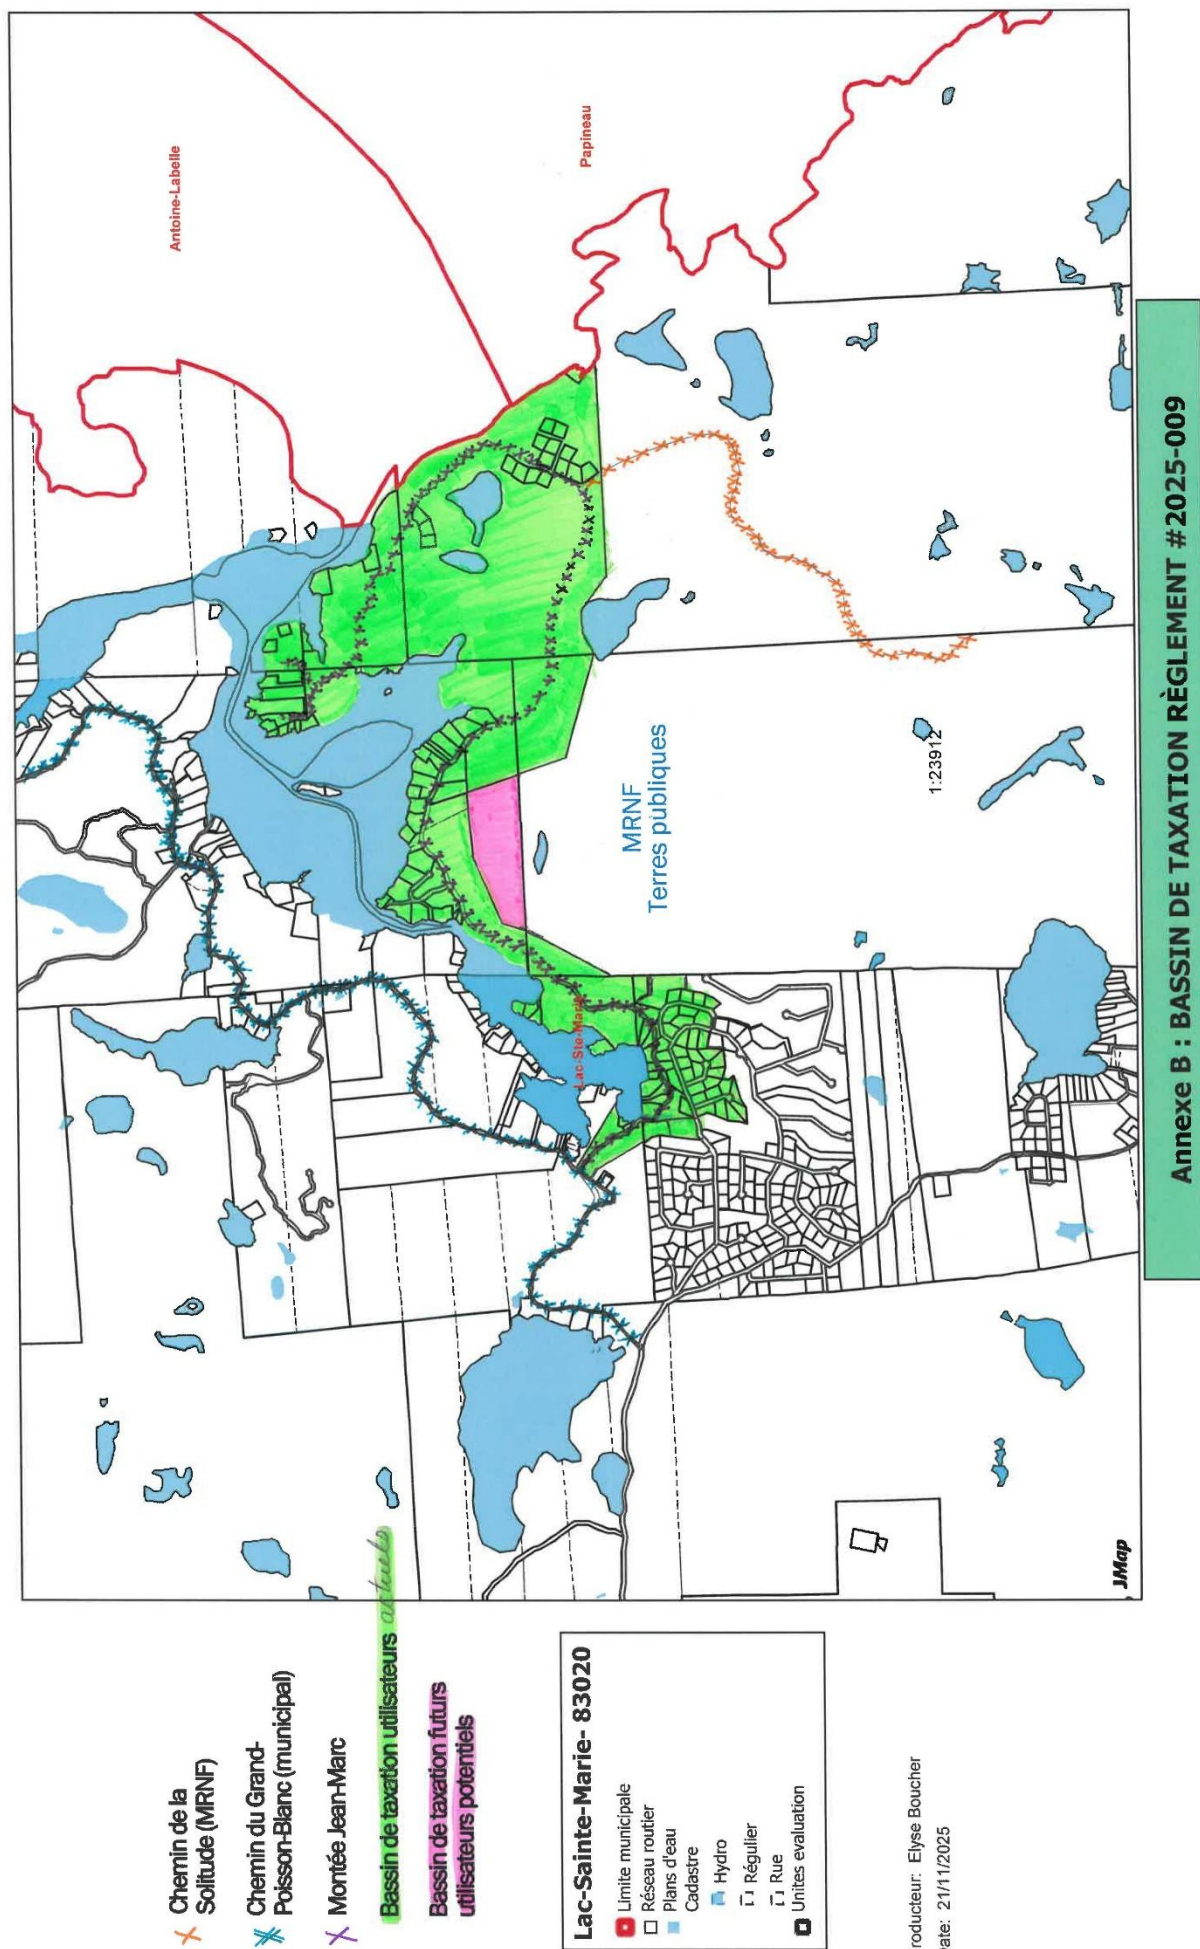 Annexe B : BASSIN DE TAXATION RÈGLEMENT #2025-009
Antoine-Labelle
Papineau
Lac-Ste-Marie
MRNF
Terres publiques
1:23912
JMap
Chemin de la
Solitude (MRNF)
Chemin du Grand-
Poisson-Blanc (municipal)
Montée Jean-Marc
Bassin de taxation utilisateurs actuels
Bassin de taxation futurs
utilisateurs potentiels
Lac-Sainte-Marie- 83020
Limite municipale
Réseau routier
Plans d'eau
Cadastre
Hydro
Régulier
Rue
Unites evaluation
roducteur: Elyse Boucher
ate: 21/11/2025